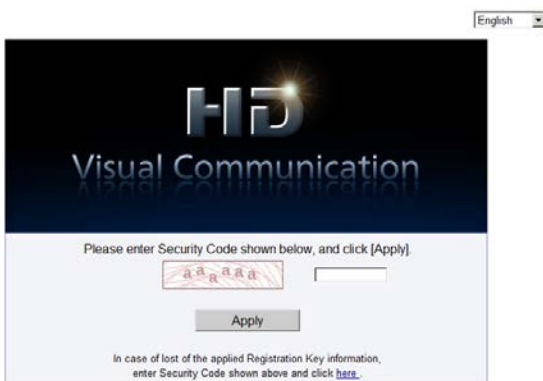 English
HD
Visual Communication
Please enter Security Code shown below, and click [Apply].
aaaaaa
Apply
In case of lost of the applied Registration Key information,
enter Security Code shown above and click here .